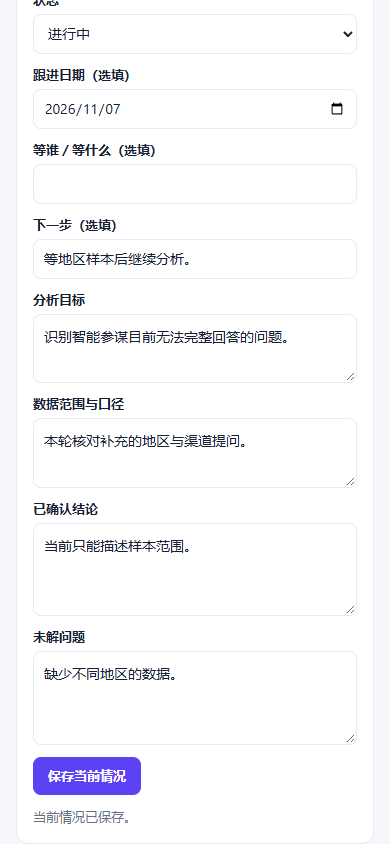 状态
进行中
跟进日期（选填）
2026/11/07
等谁 / 等什么（选填）
下一步（选填）
等地区样本后继续分析。
分析目标
识别智能参谋目前无法完整回答的问题。
数据范围与口径
本轮核对补充的地区与渠道提问。
已确认结论
当前只能描述样本范围。
未解问题
缺少不同地区的数据。
保存当前情况
当前情况已保存。